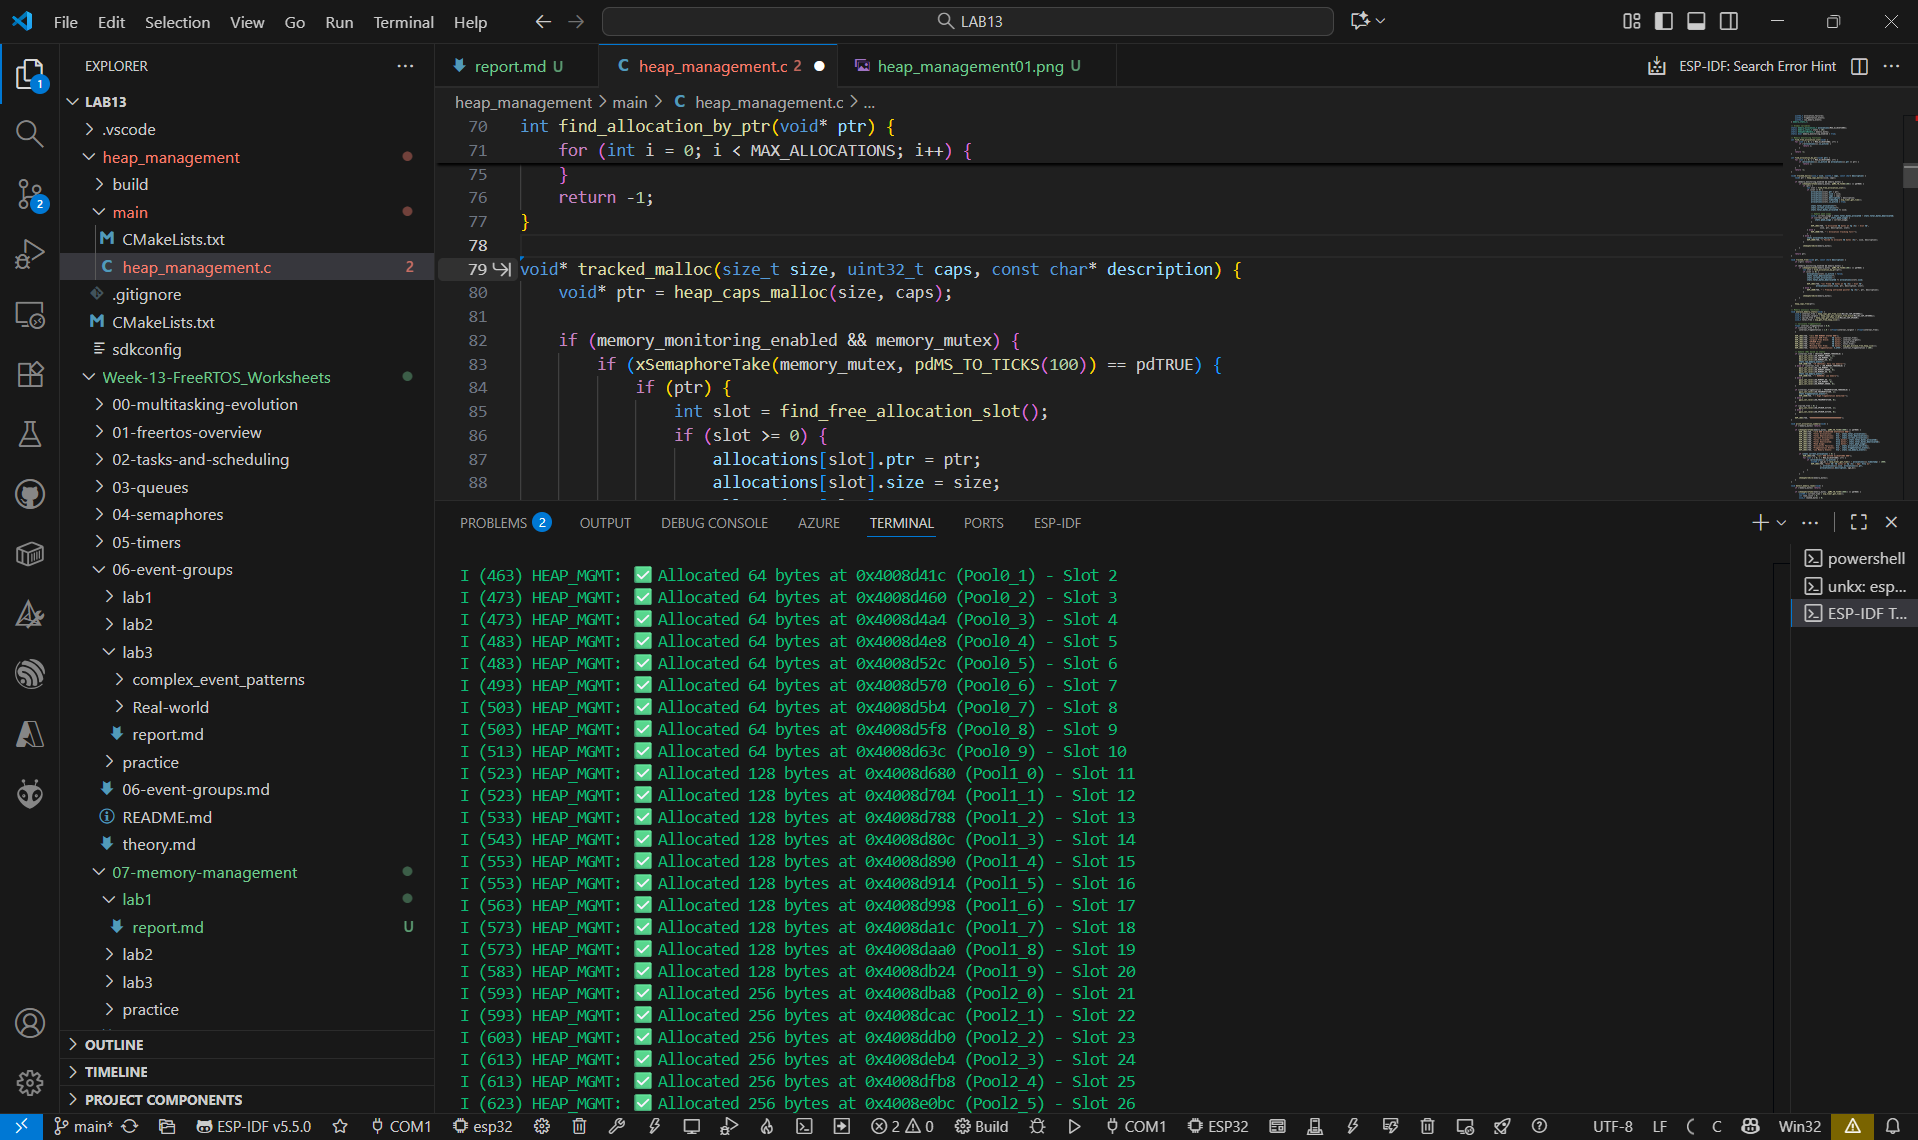 File Edit Selection View Go Run Terminal Help
LAB13
EXPLORER
LAB13
.vscode
heap_management
build
main
CMakeLists.txt
heap_management.c 2
.gitignore
CMakeLists.txt
sdkconfig
Week-13-FreeRTOS_Worksheets
00-multitasking-evolution
01-freertos-overview
02-tasks-and-scheduling
03-queues
04-semaphores
05-timers
06-event-groups
lab1
lab2
lab3
complex_event_patterns
Real-world
report.md
practice
06-event-groups.md
README.md
theory.md
07-memory-management
lab1
report.md U
lab2
lab3
practice
OUTLINE
TIMELINE
PROJECT COMPONENTS
1
2
report.md U
heap_management.c 2
heap_management01.png U
ESP-IDF: Search Error Hint
heap_management > main > C heap_management.c > ...
70 int find_allocation_by_ptr(void* ptr) {
71 for (int i = 0; i < MAX_ALLOCATIONS; i++) {
75 }
76 return -1;
77 }
78
79 void* tracked_malloc(size_t size, uint32_t caps, const char* description) {
80 void* ptr = heap_caps_malloc(size, caps);
81
82 if (memory_monitoring_enabled && memory_mutex) {
83 if (xSemaphoreTake(memory_mutex, pdMS_TO_TICKS(100)) == pdTRUE) {
84 if (ptr) {
85 int slot = find_free_allocation_slot();
86 if (slot >= 0) {
87 allocations[slot].ptr = ptr;
88 allocations[slot].size = size;
PROBLEMS 2 OUTPUT DEBUG CONSOLE AZURE TERMINAL PORTS ESP-IDF
powershell
unkx: esp...
ESP-IDF T...
I (463) HEAP_MGMT: ✅ Allocated 64 bytes at 0x4008d41c (Pool0_1) - Slot 2
I (473) HEAP_MGMT: ✅ Allocated 64 bytes at 0x4008d460 (Pool0_2) - Slot 3
I (473) HEAP_MGMT: ✅ Allocated 64 bytes at 0x4008d4a4 (Pool0_3) - Slot 4
I (483) HEAP_MGMT: ✅ Allocated 64 bytes at 0x4008d4e8 (Pool0_4) - Slot 5
I (483) HEAP_MGMT: ✅ Allocated 64 bytes at 0x4008d52c (Pool0_5) - Slot 6
I (493) HEAP_MGMT: ✅ Allocated 64 bytes at 0x4008d570 (Pool0_6) - Slot 7
I (503) HEAP_MGMT: ✅ Allocated 64 bytes at 0x4008d5b4 (Pool0_7) - Slot 8
I (503) HEAP_MGMT: ✅ Allocated 64 bytes at 0x4008d5f8 (Pool0_8) - Slot 9
I (513) HEAP_MGMT: ✅ Allocated 64 bytes at 0x4008d63c (Pool0_9) - Slot 10
I (523) HEAP_MGMT: ✅ Allocated 128 bytes at 0x4008d680 (Pool1_0) - Slot 11
I (523) HEAP_MGMT: ✅ Allocated 128 bytes at 0x4008d704 (Pool1_1) - Slot 12
I (533) HEAP_MGMT: ✅ Allocated 128 bytes at 0x4008d788 (Pool1_2) - Slot 13
I (543) HEAP_MGMT: ✅ Allocated 128 bytes at 0x4008d80c (Pool1_3) - Slot 14
I (553) HEAP_MGMT: ✅ Allocated 128 bytes at 0x4008d890 (Pool1_4) - Slot 15
I (553) HEAP_MGMT: ✅ Allocated 128 bytes at 0x4008d914 (Pool1_5) - Slot 16
I (563) HEAP_MGMT: ✅ Allocated 128 bytes at 0x4008d998 (Pool1_6) - Slot 17
I (573) HEAP_MGMT: ✅ Allocated 128 bytes at 0x4008da1c (Pool1_7) - Slot 18
I (573) HEAP_MGMT: ✅ Allocated 128 bytes at 0x4008daa0 (Pool1_8) - Slot 19
I (583) HEAP_MGMT: ✅ Allocated 128 bytes at 0x4008db24 (Pool1_9) - Slot 20
I (593) HEAP_MGMT: ✅ Allocated 256 bytes at 0x4008dba8 (Pool2_0) - Slot 21
I (593) HEAP_MGMT: ✅ Allocated 256 bytes at 0x4008dcac (Pool2_1) - Slot 22
I (603) HEAP_MGMT: ✅ Allocated 256 bytes at 0x4008ddb0 (Pool2_2) - Slot 23
I (613) HEAP_MGMT: ✅ Allocated 256 bytes at 0x4008deb4 (Pool2_3) - Slot 24
I (613) HEAP_MGMT: ✅ Allocated 256 bytes at 0x4008dfb8 (Pool2_4) - Slot 25
I (623) HEAP_MGMT: ✅ Allocated 256 bytes at 0x4008e0bc (Pool2_5) - Slot 26
main* ESP-IDF v5.5.0 COM1 esp32 2 0 Build COM1 ESP32 UTF-8 LF C Win32